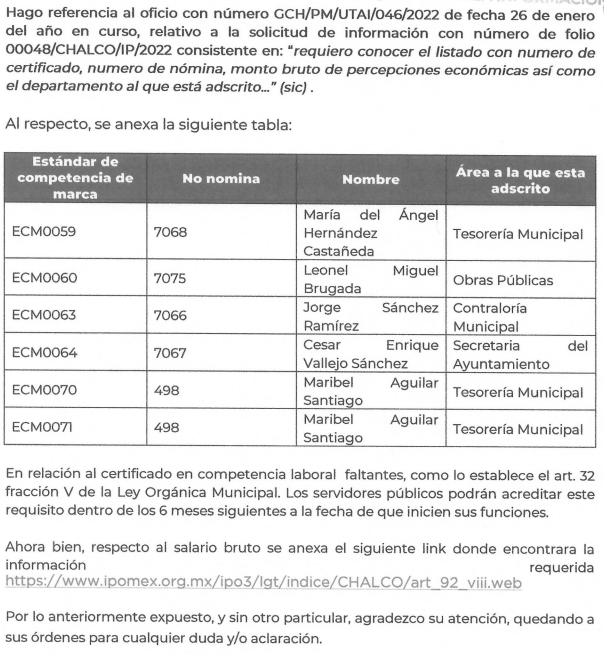 Hago referencia al oficio con número GCH/PM/UTAI/046/2022 de fecha 26 de enero
del año en curso, relativo a la solicitud de información con número de folio
00048/CHALCO/IP/2022 consistente en: "requiero conocer el listado con numero de
certificado, numero de nómina, monto bruto de percepciones económicas así como
el departamento al que está adscrito..." (sic) .
Al respecto, se anexa la siguiente tabla:
Estándar de competencia de marca | No nomina | Nombre | Área a la que esta adscrito
ECM0059 | 7068 | María del Ángel Hernández Castañeda | Tesorería Municipal
ECM0060 | 7075 | Leonel Miguel Brugada | Obras Públicas
ECM0063 | 7066 | Jorge Sánchez Ramírez | Contraloría Municipal
ECM0064 | 7067 | Cesar Enrique Vallejo Sánchez | Secretaria del Ayuntamiento
ECM0070 | 498 | Maribel Aguilar Santiago | Tesorería Municipal
ECM0071 | 498 | Maribel Aguilar Santiago | Tesorería Municipal
En relación al certificado en competencia laboral faltantes, como lo establece el art. 32
fracción V de la Ley Orgánica Municipal. Los servidores públicos podrán acreditar este
requisito dentro de los 6 meses siguientes a la fecha de que inicien sus funciones.
Ahora bien, respecto al salario bruto se anexa el siguiente link donde encontrara la
información requerida
https://www.ipomex.org.mx/ipo3/lgt/indice/CHALCO/art_92_viii.web
Por lo anteriormente expuesto, y sin otro particular, agradezco su atención, quedando a
sus órdenes para cualquier duda y/o aclaración.